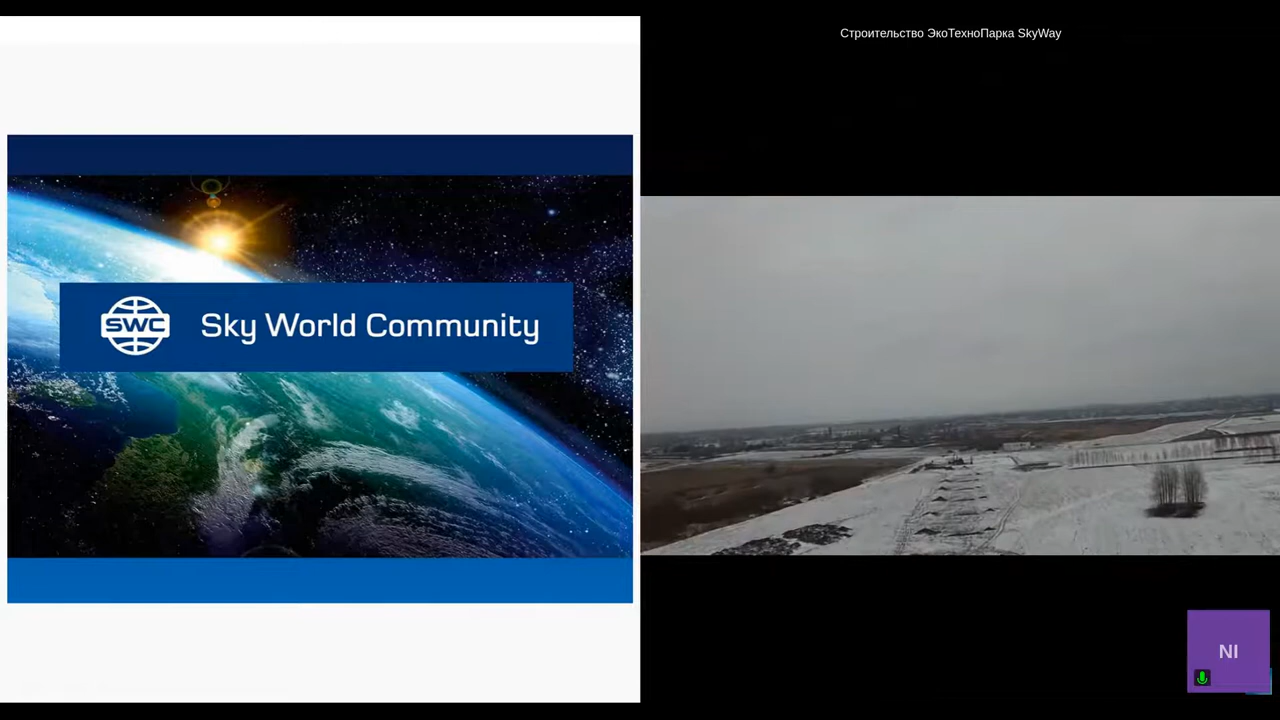 SWC
Sky World Community
Строительство ЭкоТехноПарка SkyWay
NI